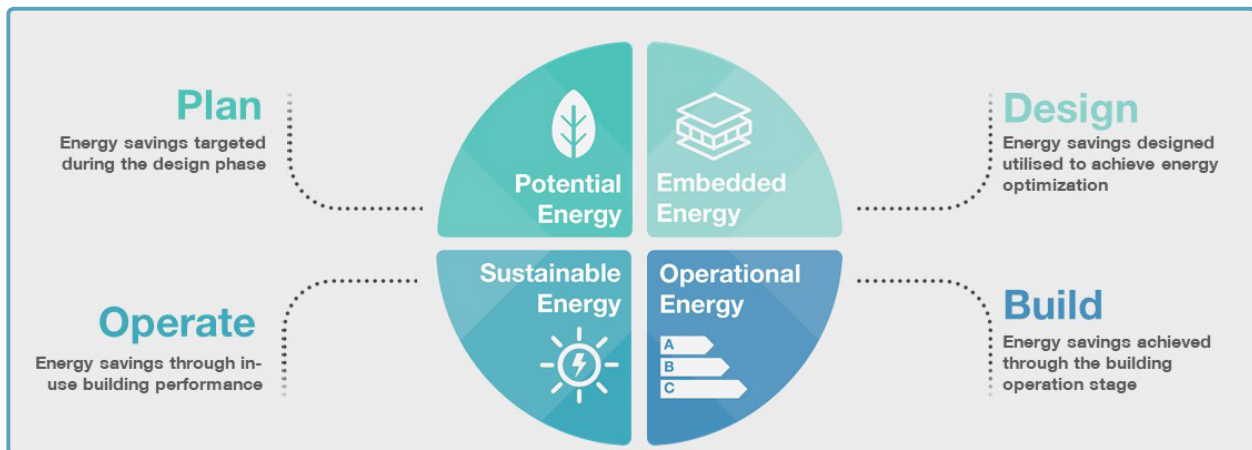 Plan
Energy savings targeted
during the design phase
Potential
Energy
Embedded
Energy
Design
Energy savings designed
utilised to achieve energy
optimization
Operate
Energy savings through in-
use building performance
Sustainable
Energy
Operational
Energy
A
B
C
Build
Energy savings achieved
through the building
operation stage